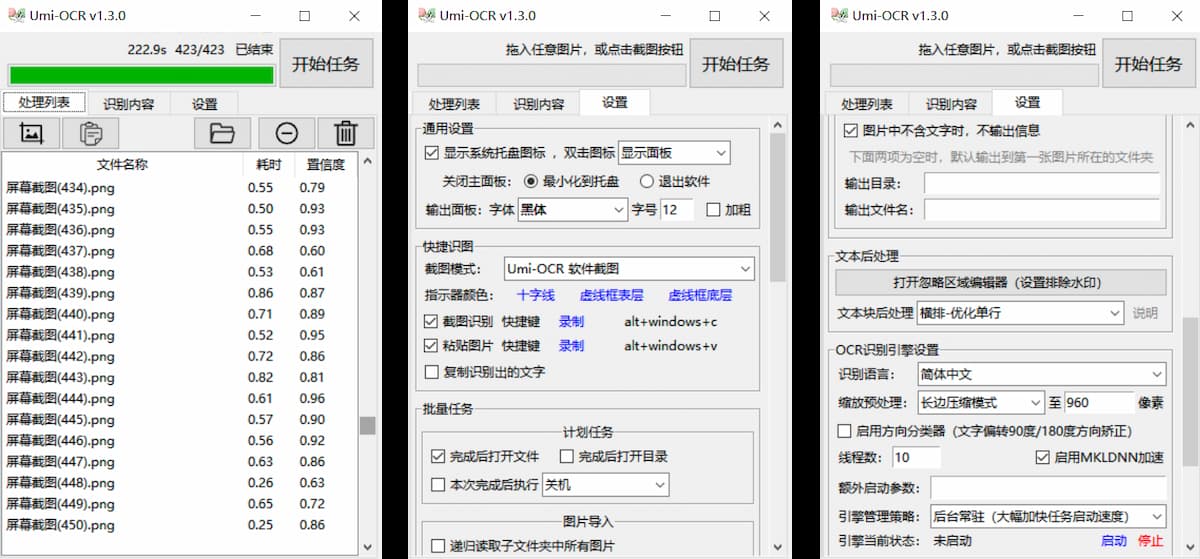 Umi-OCR v1.3.0
222.9s 423/423 已结束
开始任务
处理列表 识别内容 设置
文件名称 耗时 置信度
屏幕截图(434).png 0.55 0.79
屏幕截图(435).png 0.50 0.93
屏幕截图(436).png 0.55 0.93
屏幕截图(437).png 0.68 0.60
屏幕截图(438).png 0.53 0.61
屏幕截图(439).png 0.86 0.87
屏幕截图(440).png 0.71 0.89
屏幕截图(441).png 0.52 0.95
屏幕截图(442).png 0.72 0.86
屏幕截图(443).png 0.82 0.81
屏幕截图(444).png 0.61 0.96
屏幕截图(445).png 0.57 0.90
屏幕截图(446).png 0.56 0.92
屏幕截图(447).png 0.63 0.86
屏幕截图(448).png 0.26 0.63
屏幕截图(449).png 0.65 0.72
屏幕截图(450).png 0.25 0.86
Umi-OCR v1.3.0
拖入任意图片，或点击截图按钮
开始任务
处理列表 识别内容 设置
通用设置
显示系统托盘图标 ，双击图标 显示面板
关闭主面板： 最小化到托盘 退出软件
输出面板：字体 黑体 字号 12 加粗
快捷识图
截图模式： Umi-OCR 软件截图
指示器颜色： 十字线 虚线框表层 虚线框底层
截图识别 快捷键 录制 alt+windows+c
粘贴图片 快捷键 录制 alt+windows+v
复制识别出的文字
批量任务
计划任务
完成后打开文件 完成后打开目录
本次完成后执行 关机
图片导入
递归读取子文件夹中所有图片
Umi-OCR v1.3.0
拖入任意图片，或点击截图按钮
开始任务
处理列表 识别内容 设置
图片中不含文字时，不输出信息
下面两项为空时，默认输出到第一张图片所在的文件夹
输出目录：
输出文件名：
文本后处理
打开忽略区域编辑器（设置排除水印）
文本块后处理 横排-优化单行 说明
OCR识别引擎设置
识别语言： 简体中文
缩放预处理： 长边压缩模式 至 960 像素
启用方向分类器（文字偏转90度/180度方向矫正）
线程数： 10 启用MKLDNN加速
额外启动参数：
引擎管理策略： 后台常驻（大幅加快任务启动速度）
引擎当前状态： 未启动 启动 停止